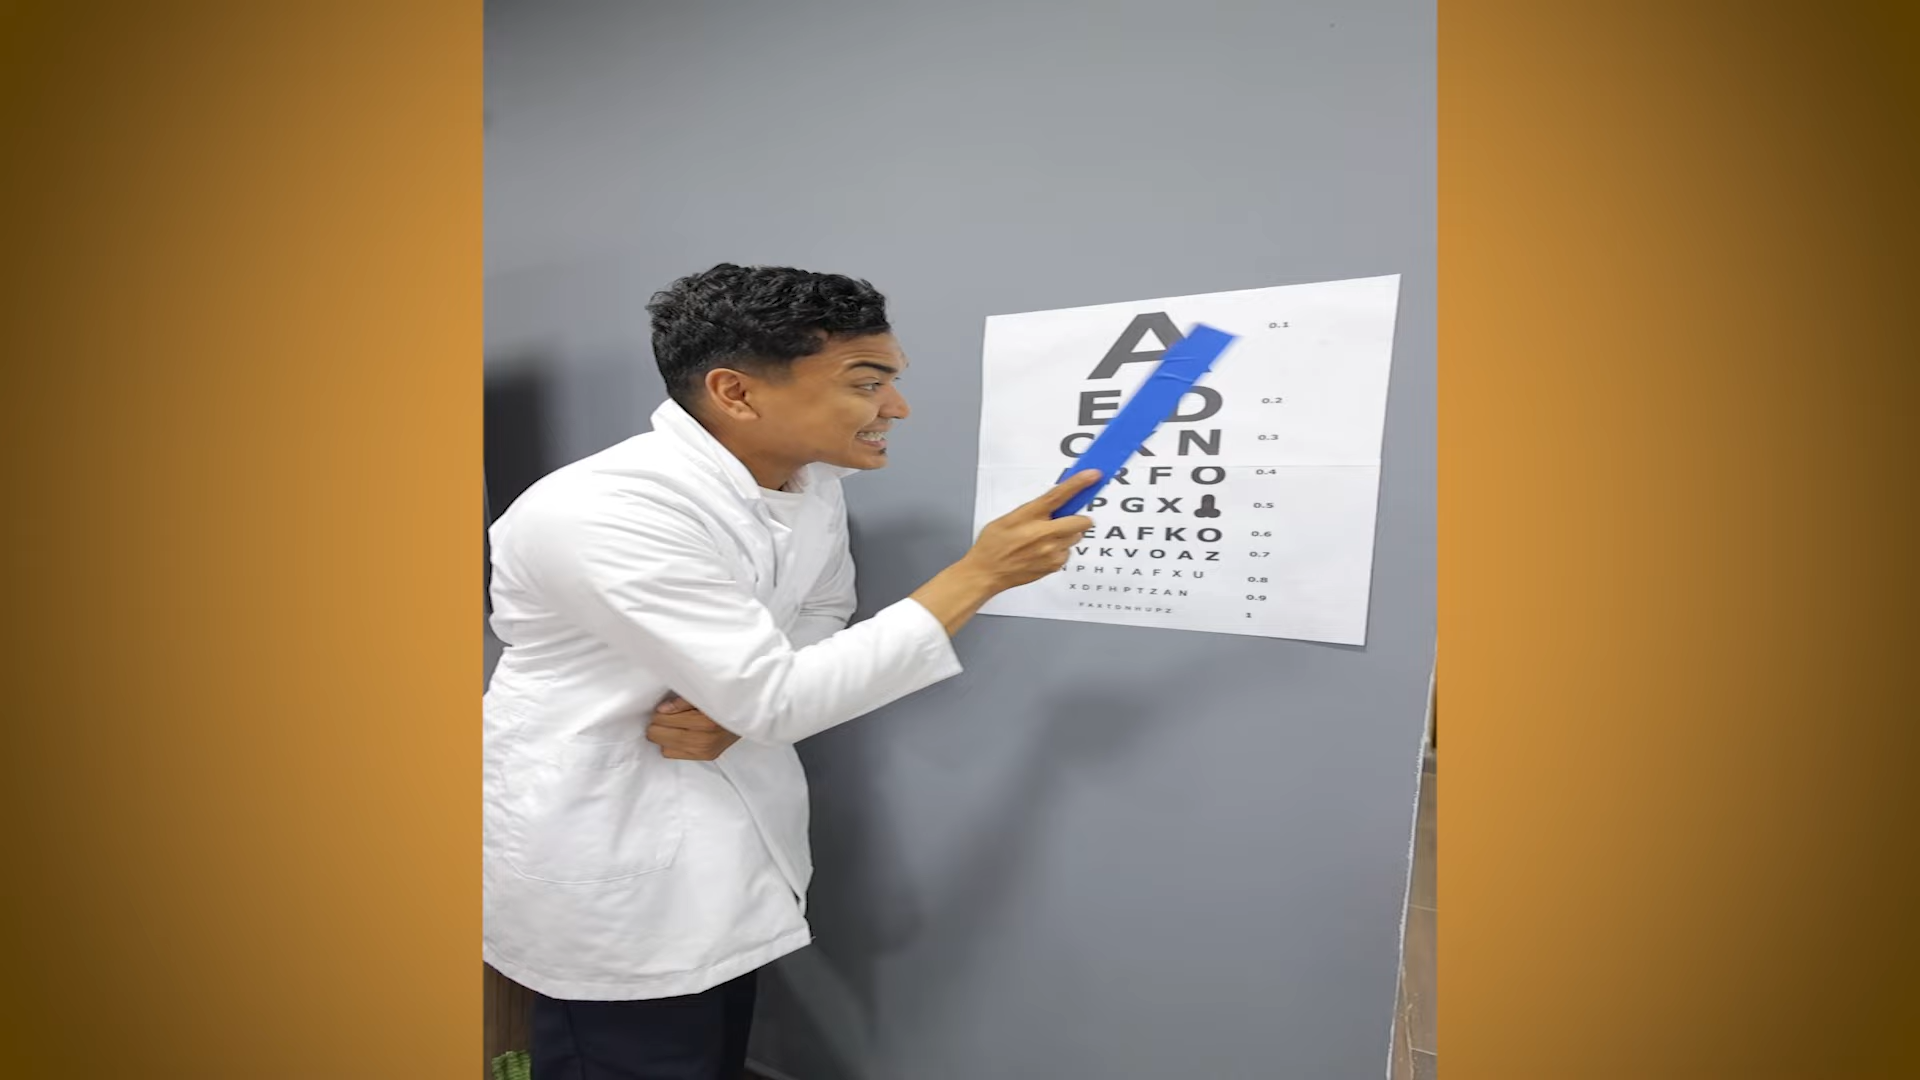 A 0.1
E D 0.2
C K N 0.3
R F O 0.4
P G X 0.5
E A F K O 0.6
V K V O A Z 0.7
N P H T A F X U 0.8
X D F H P T Z A N 0.9
P A X T D N H U P Z 1